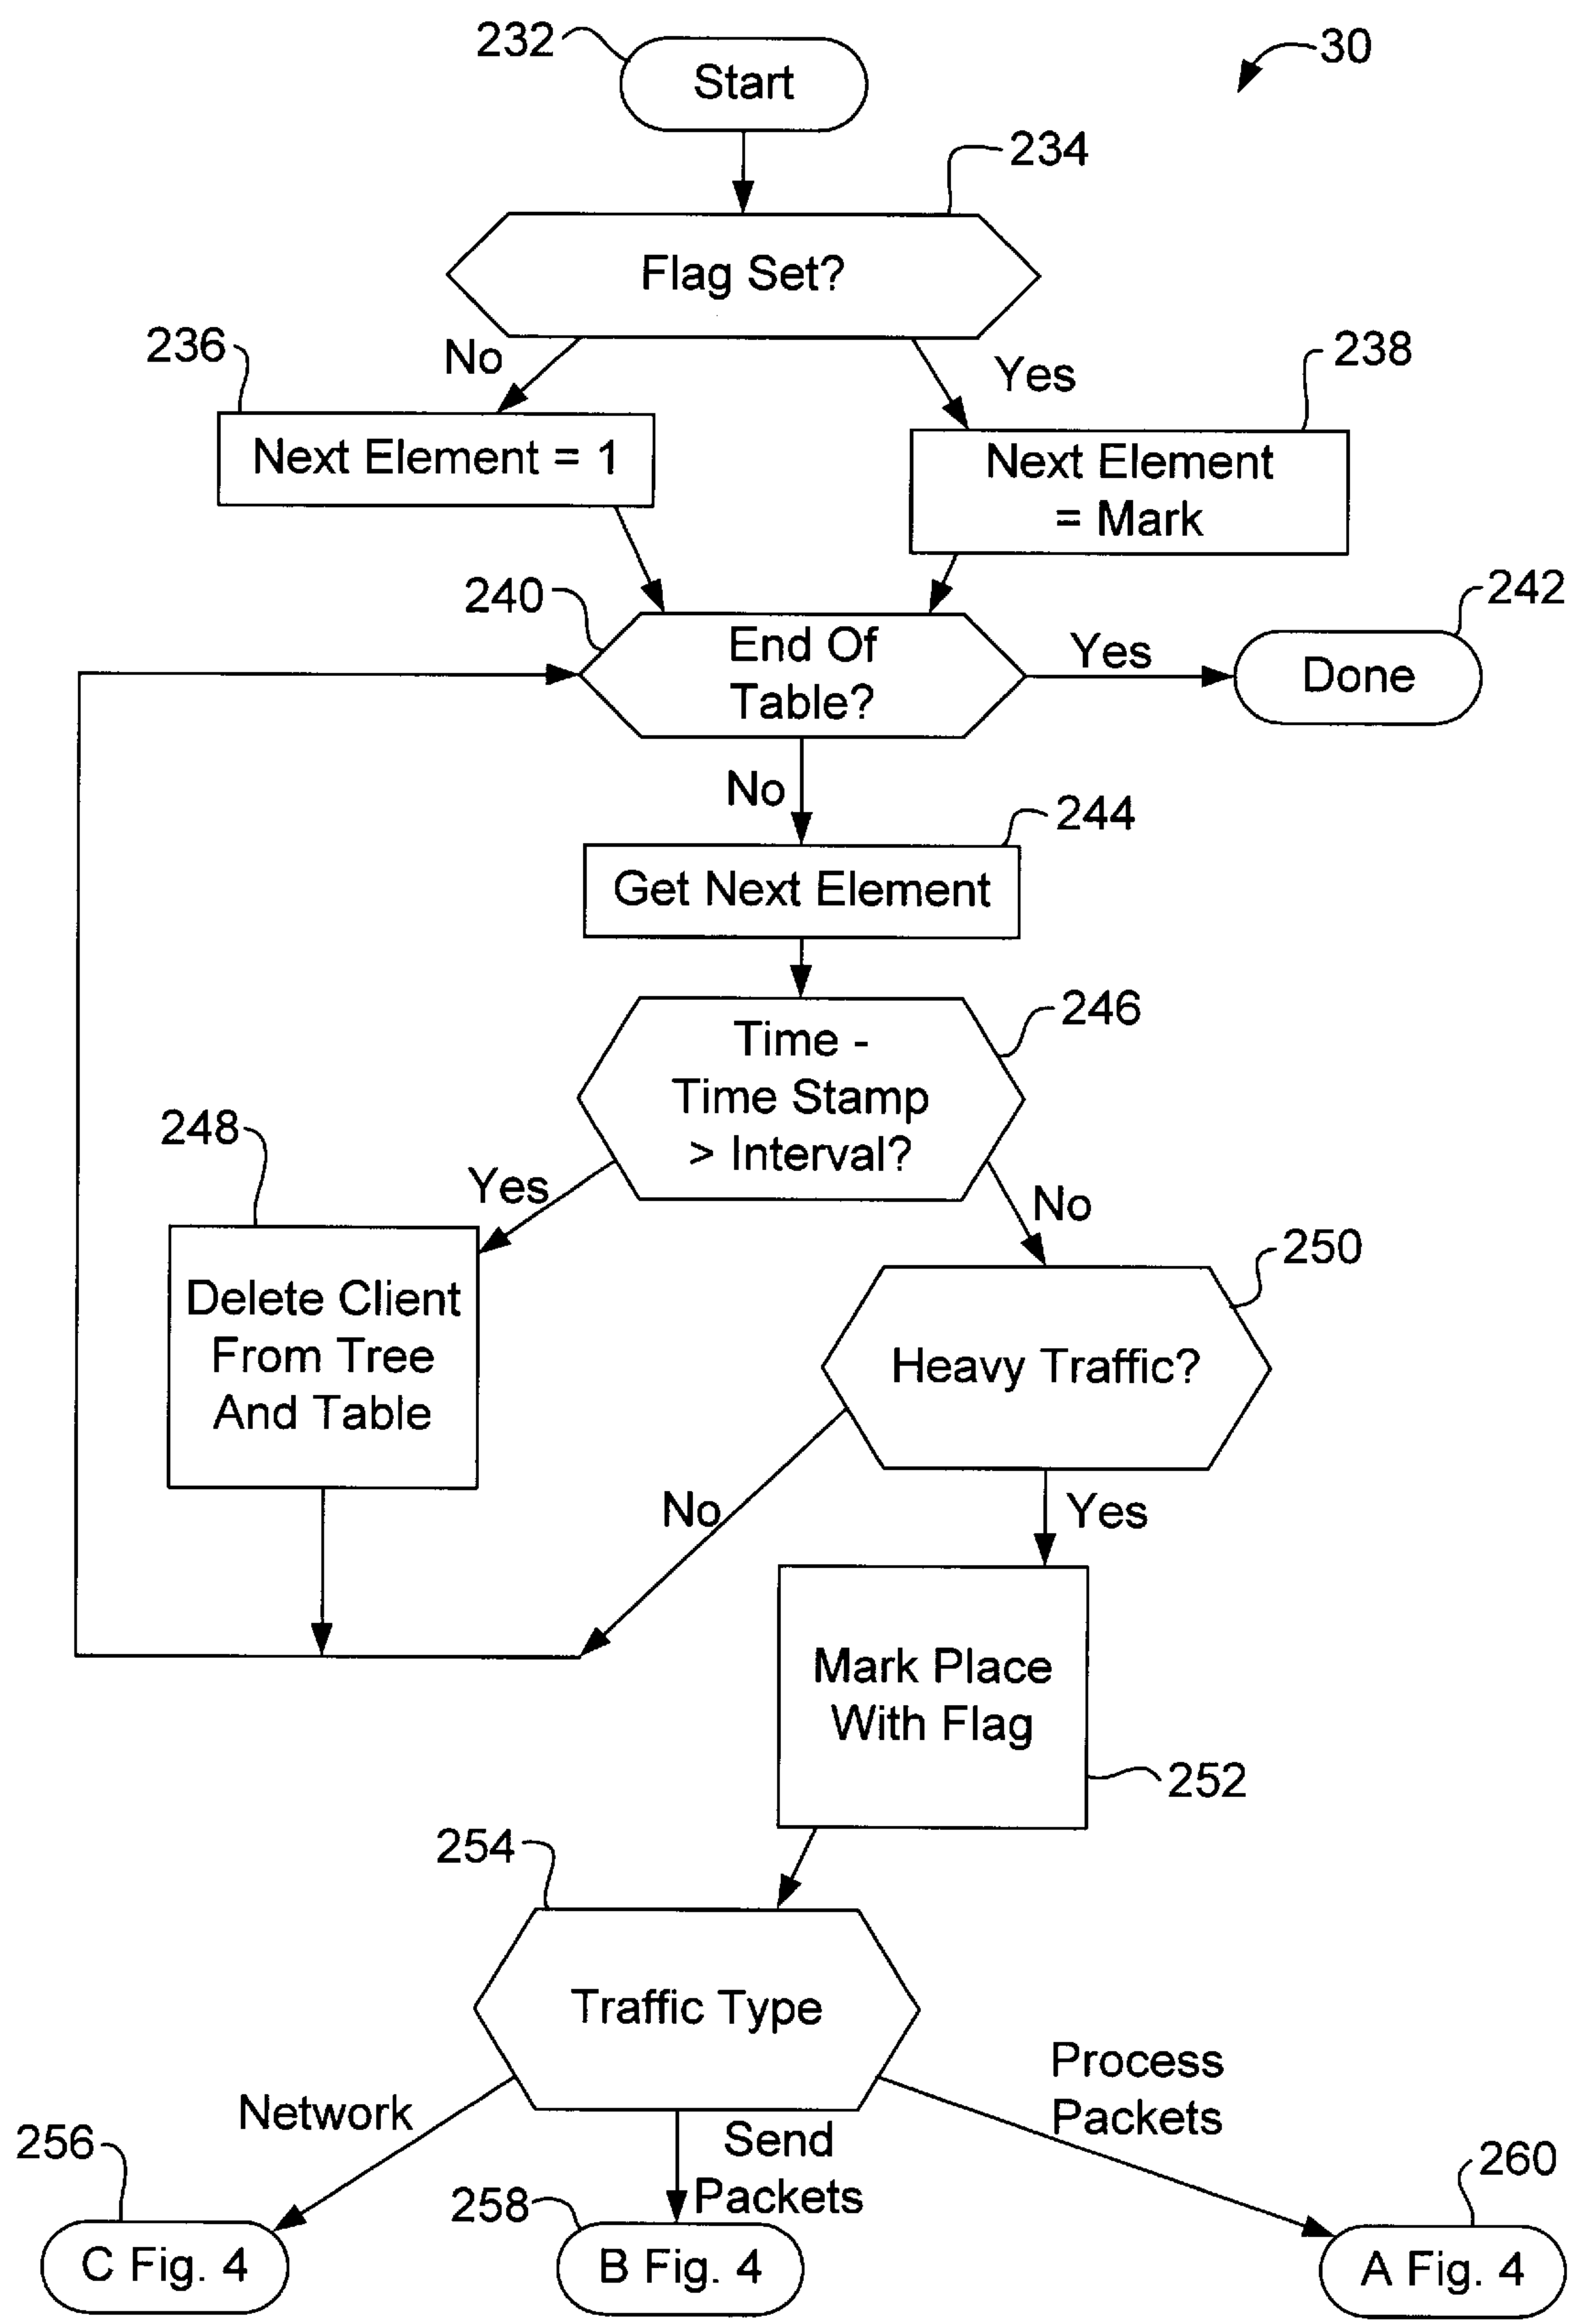 232
Start
30
234
Flag Set?
236
No
Yes
238
Next Element = 1
Next Element
= Mark
240
End Of
Table?
Yes
242
Done
No
244
Get Next Element
246
Time -
Time Stamp
> Interval?
248
Yes
No
250
Delete Client
From Tree
And Table
Heavy Traffic?
No
Yes
Mark Place
With Flag
252
254
Traffic Type
Network
Send
Packets
Process
Packets
256
258
260
C Fig. 4
B Fig. 4
A Fig. 4